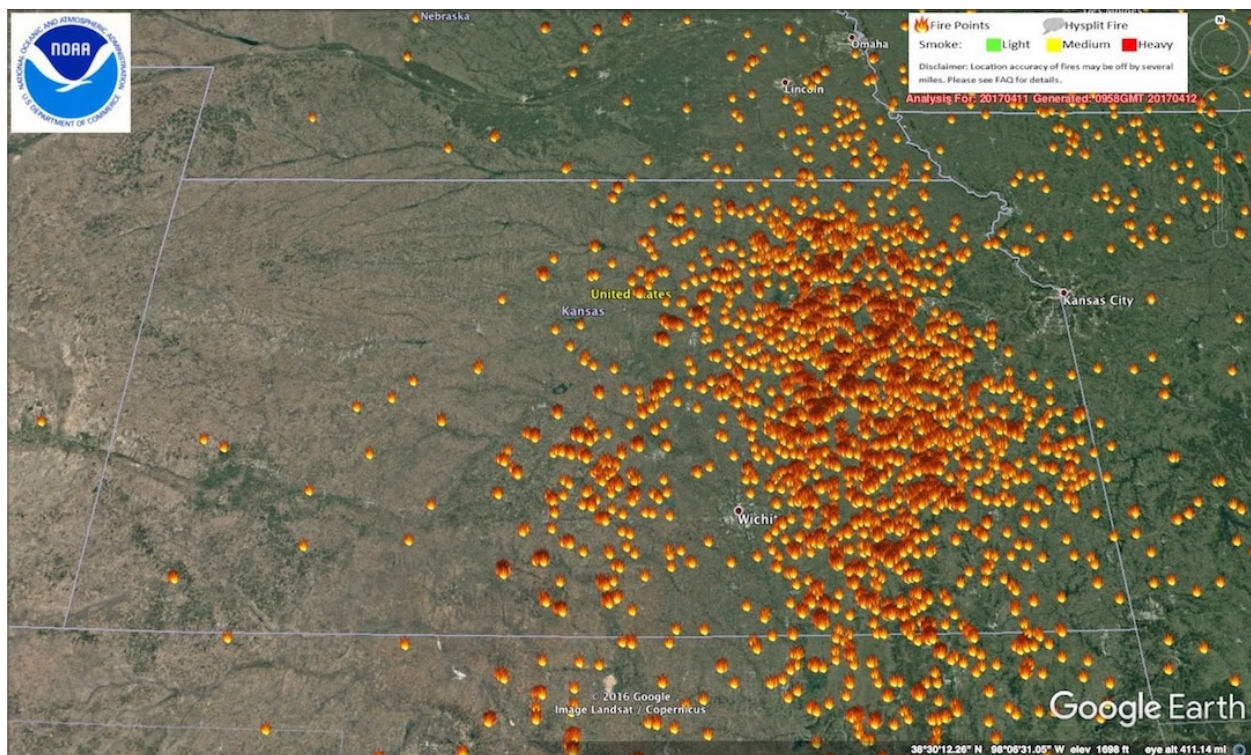 Nebraska
NATIONAL OCEANIC AND ATMOSPHERIC ADMINISTRATION
NOAA
U.S. DEPARTMENT OF COMMERCE
Fire Points
Hysplit Fire
Smoke: Light Medium Heavy
Disclaimer: Location accuracy of fires may be off by several
miles. Please see FAQ for details.
Analysis For: 20170411 Generated: 0958GMT 20170412
N
Omaha
Lincoln
United States
Kansas
Kansas City
Wichi
© 2016 Google
Image Landsat / Copernicus
Google Earth
38°30'12.26" N 98°06'31.05" W elev 1698 ft eye alt 411.14 mi